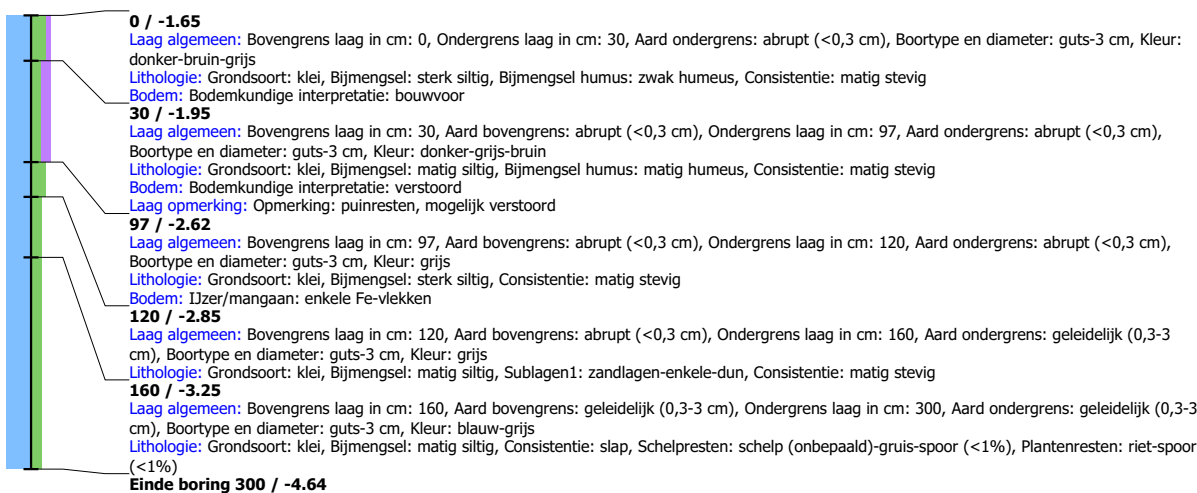 0 / -1.65
Laag algemeen: Bovengrens laag in cm: 0, Ondergrens laag in cm: 30, Aard ondergrens: abrupt (<0,3 cm), Boortype en diameter: guts-3 cm, Kleur:
donker-bruin-grijs
Lithologie: Grondsoort: klei, Bijmengsel: sterk siltig, Bijmengsel humus: zwak humeus, Consistentie: matig stevig
Bodem: Bodemkundige interpretatie: bouwvoor
30 / -1.95
Laag algemeen: Bovengrens laag in cm: 30, Aard bovengrens: abrupt (<0,3 cm), Ondergrens laag in cm: 97, Aard ondergrens: abrupt (<0,3 cm),
Boortype en diameter: guts-3 cm, Kleur: donker-grijs-bruin
Lithologie: Grondsoort: klei, Bijmengsel: matig siltig, Bijmengsel humus: matig humeus, Consistentie: matig stevig
Bodem: Bodemkundige interpretatie: verstoord
Laag opmerking: Opmerking: puinresten, mogelijk verstoord
97 / -2.62
Laag algemeen: Bovengrens laag in cm: 97, Aard bovengrens: abrupt (<0,3 cm), Ondergrens laag in cm: 120, Aard ondergrens: abrupt (<0,3 cm),
Boortype en diameter: guts-3 cm, Kleur: grijs
Lithologie: Grondsoort: klei, Bijmengsel: sterk siltig, Consistentie: matig stevig
Bodem: IJzer/mangaan: enkele Fe-vlekken
120 / -2.85
Laag algemeen: Bovengrens laag in cm: 120, Aard bovengrens: abrupt (<0,3 cm), Ondergrens laag in cm: 160, Aard ondergrens: geleidelijk (0,3-3
cm), Boortype en diameter: guts-3 cm, Kleur: grijs
Lithologie: Grondsoort: klei, Bijmengsel: matig siltig, Sublagen1: zandlagen-enkele-dun, Consistentie: matig stevig
160 / -3.25
Laag algemeen: Bovengrens laag in cm: 160, Aard bovengrens: geleidelijk (0,3-3 cm), Ondergrens laag in cm: 300, Aard ondergrens: geleidelijk (0,3-3
cm), Boortype en diameter: guts-3 cm, Kleur: blauw-grijs
Lithologie: Grondsoort: klei, Bijmengsel: matig siltig, Consistentie: slap, Schelpresten: schelp (onbepaald)-gruis-spoor (<1%), Plantenresten: riet-spoor
(<1%)
Einde boring 300 / -4.64